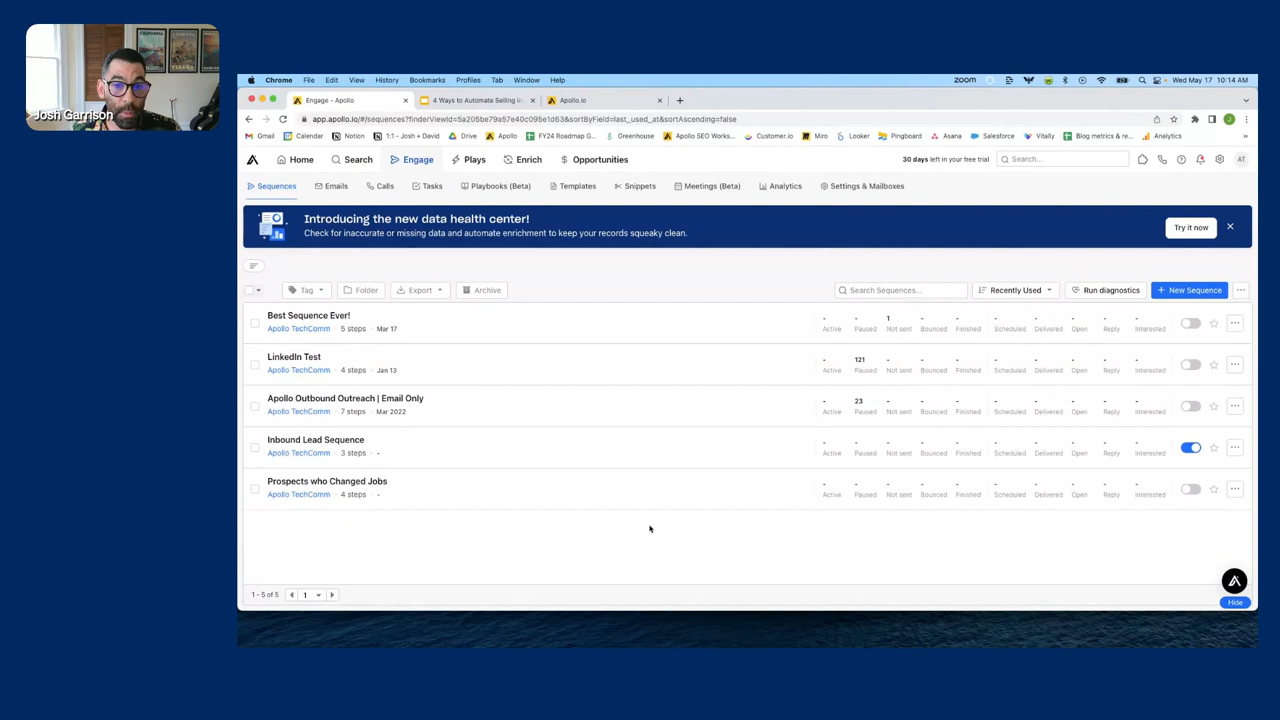 Josh Garrison
Chrome File Edit View History Bookmarks Profiles Tab Window Help
zoom
Wed May 17 10:14 AM
Engage - Apollo
4 Ways to Automate Selling in
Apollo.io
app.apollo.io/#/sequences?finderViewId=5a205be79a57e40c095e1d63&sortByField=last_used_at&sortAscending=false
Gmail Calendar Notion 1:1 - Josh + David Drive Apollo FY24 Roadmap G... Greenhouse Apollo SEO Works... Customer.io Miro Looker Pingboard Asana Salesforce Vitally Blog metrics & re... Analytics
Home Search Engage Plays Enrich Opportunities
30 days left in your free trial
Search...
AT
Sequences Emails Calls Tasks Playbooks (Beta) Templates Snippets Meetings (Beta) Analytics Settings & Mailboxes
Introducing the new data health center!
Check for inaccurate or missing data and automate enrichment to keep your records squeaky clean.
Try it now
Tag Folder Export Archive
Search Sequences...
Recently Used
Run diagnostics
+ New Sequence
Best Sequence Ever!
Apollo TechComm 5 steps Mar 17
- - 1 - - - - - - -
Active Paused Not sent Bounced Finished Scheduled Delivered Open Reply Interested
LinkedIn Test
Apollo TechComm 4 steps Jan 13
- 121 - - - - - - - -
Active Paused Not sent Bounced Finished Scheduled Delivered Open Reply Interested
Apollo Outbound Outreach | Email Only
Apollo TechComm 7 steps Mar 2022
- 23 - - - - - - - -
Active Paused Not sent Bounced Finished Scheduled Delivered Open Reply Interested
Inbound Lead Sequence
Apollo TechComm 3 steps -
- - - - - - - - - -
Active Paused Not sent Bounced Finished Scheduled Delivered Open Reply Interested
Prospects who Changed Jobs
Apollo TechComm 4 steps -
- - - - - - - - - -
Active Paused Not sent Bounced Finished Scheduled Delivered Open Reply Interested
1 - 5 of 5
1
Hide